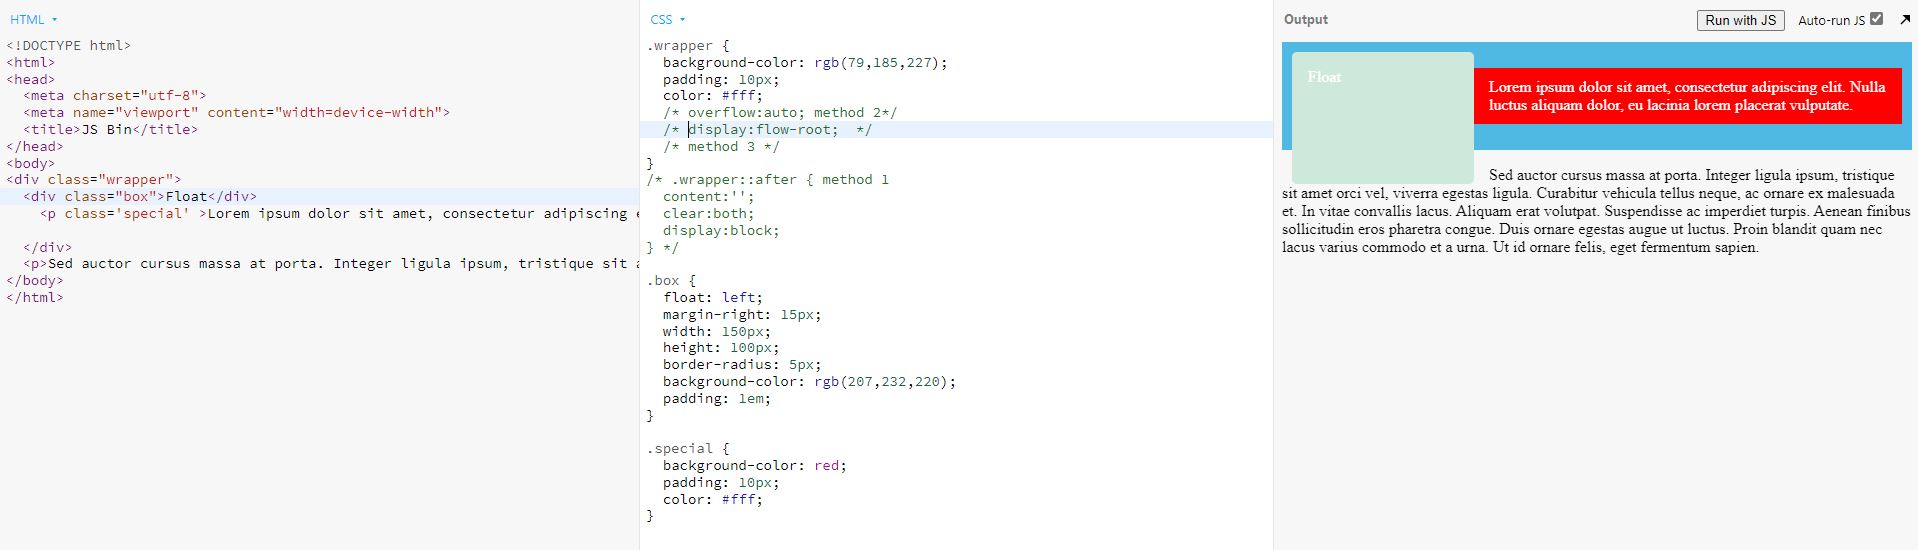 HTML
<!DOCTYPE html>
<html>
<head>
<meta charset="utf-8">
<meta name="viewport" content="width=device-width">
<title>JS Bin</title>
</head>
<body>
<div class="wrapper">
<div class="box">Float</div>
<p class='special' >Lorem ipsum dolor sit amet, consectetur adipiscing
</div>
<p>Sed auctor cursus massa at porta. Integer ligula ipsum, tristique sit
</body>
</html>
CSS
.wrapper {
background-color: rgb(79,185,227);
padding: 10px;
color: #fff;
/* overflow:auto; method 2*/
/* display:flow-root;  */
/* method 3 */
}
/* .wrapper::after { method 1
content:'';
clear:both;
display:block;
} */
.box {
float: left;
margin-right: 15px;
width: 150px;
height: 100px;
border-radius: 5px;
background-color: rgb(207,232,220);
padding: 1em;
}
.special {
background-color: red;
padding: 10px;
color: #fff;
}
Output
Run with JS
Auto-run JS
Float
Lorem ipsum dolor sit amet, consectetur adipiscing elit. Nulla
luctus aliquam dolor, eu lacinia lorem placerat vulputate.
Sed auctor cursus massa at porta. Integer ligula ipsum, tristique
sit amet orci vel, viverra egestas ligula. Curabitur vehicula tellus neque, ac ornare ex malesuada
et. In vitae convallis lacus. Aliquam erat volutpat. Suspendisse ac imperdiet turpis. Aenean finibus
sollicitudin eros pharetra congue. Duis ornare egestas augue ut luctus. Proin blandit quam nec
lacus varius commodo et a urna. Ut id ornare felis, eget fermentum sapien.